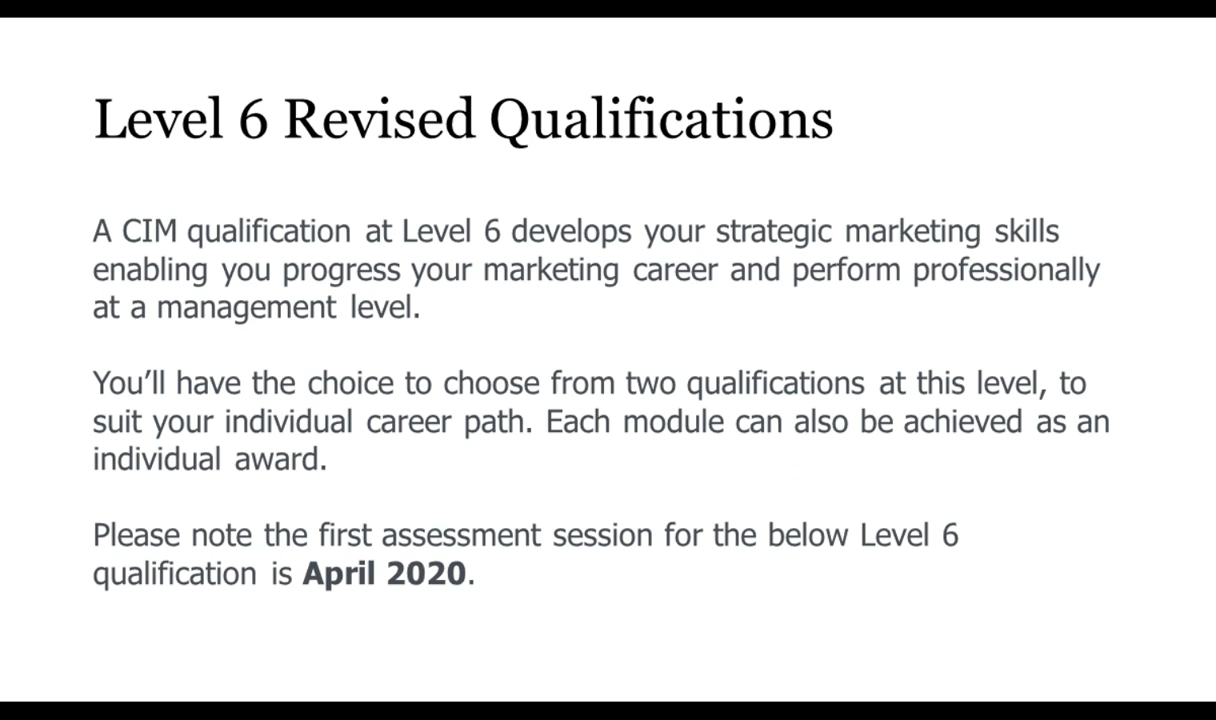 Level 6 Revised Qualifications
A CIM qualification at Level 6 develops your strategic marketing skills
enabling you progress your marketing career and perform professionally
at a management level.
You’ll have the choice to choose from two qualifications at this level, to
suit your individual career path. Each module can also be achieved as an
individual award.
Please note the first assessment session for the below Level 6
qualification is April 2020.